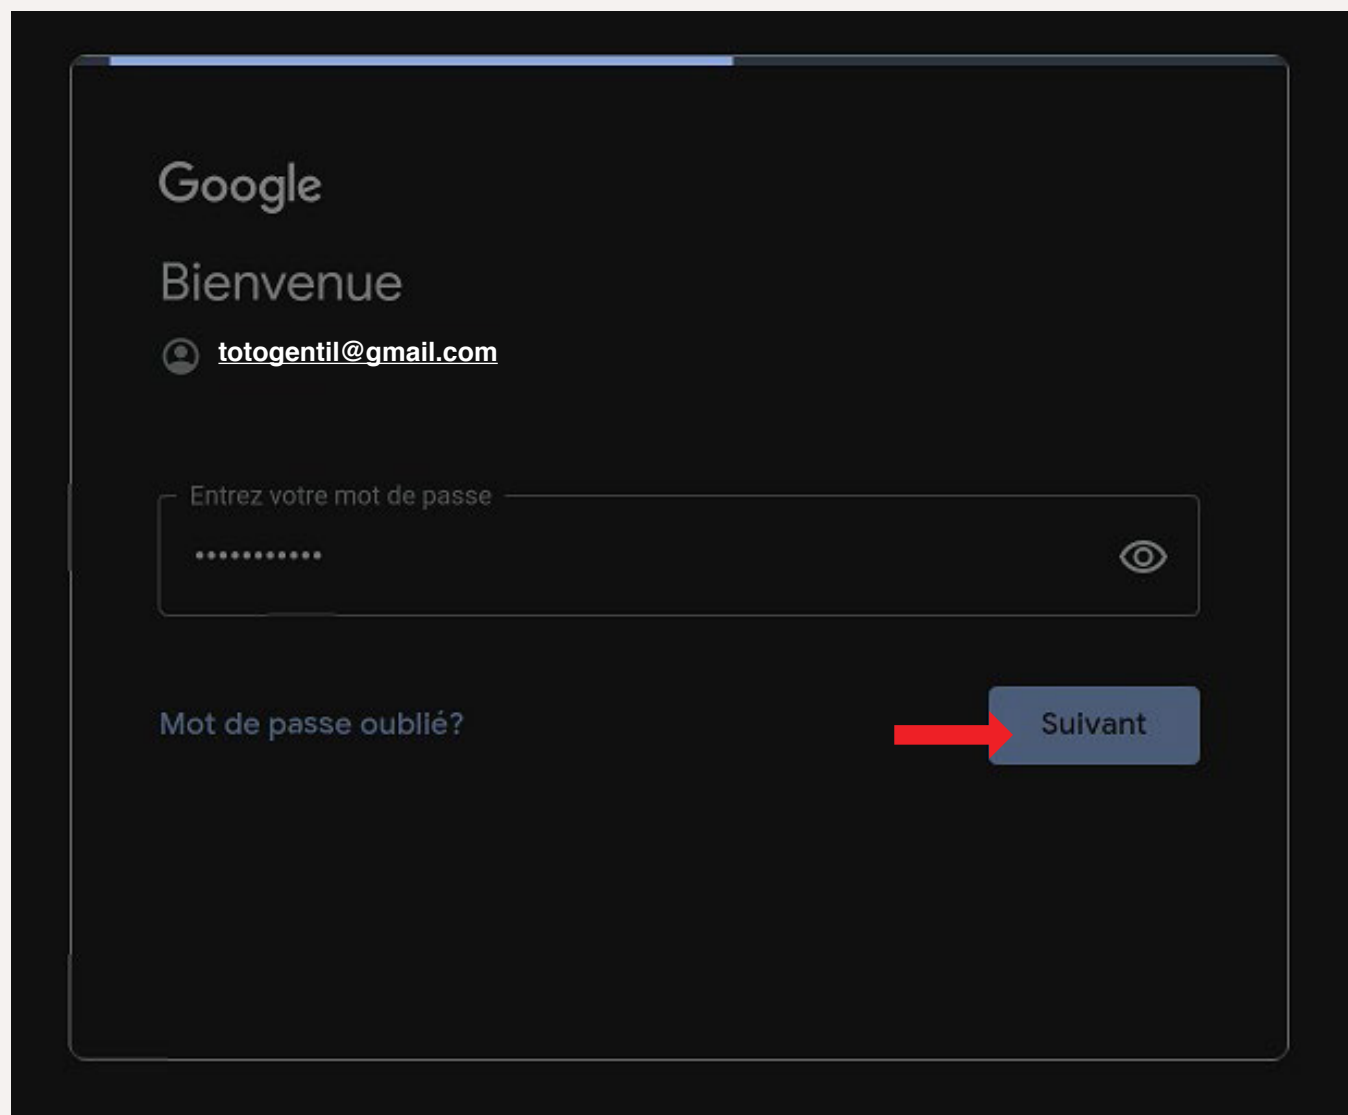 Google
Bienvenue
totogentil@gmail.com
Entrez votre mot de passe
•••••••••••
Mot de passe oublié?
Suivant